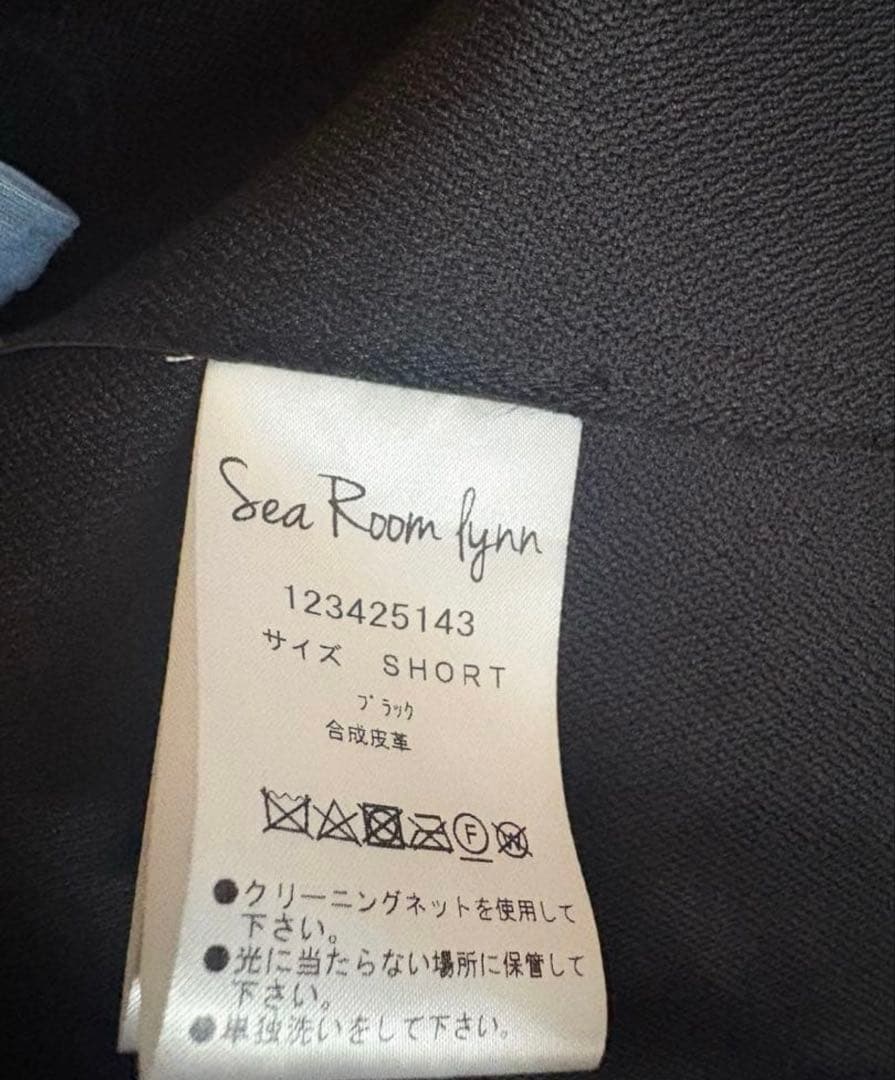 Sea Room lynn
123425143
サイズ SHORT
ブラック
合成皮革
F W
●クリーニングネットを使用して
下さい。
●光に当たらない場所に保管して
下さい。
●単独洗いをして下さい。